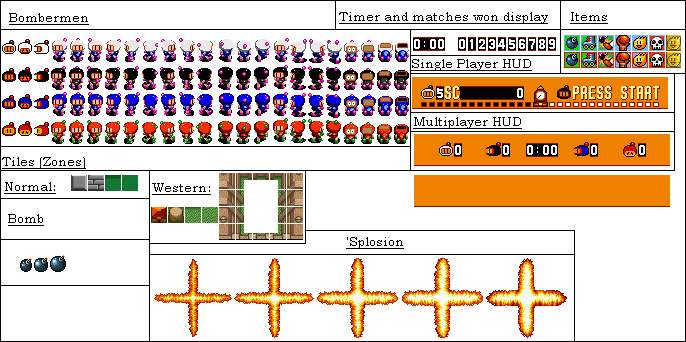 Bombermen
Timer and matches won display
Items
0:00 0123456789
Single Player HUD
5SC 0 PRESS START
Multiplayer HUD
0 0 0:00 0 0
Tiles (Zones)
Normal:
Western:
Bomb
'Splosion